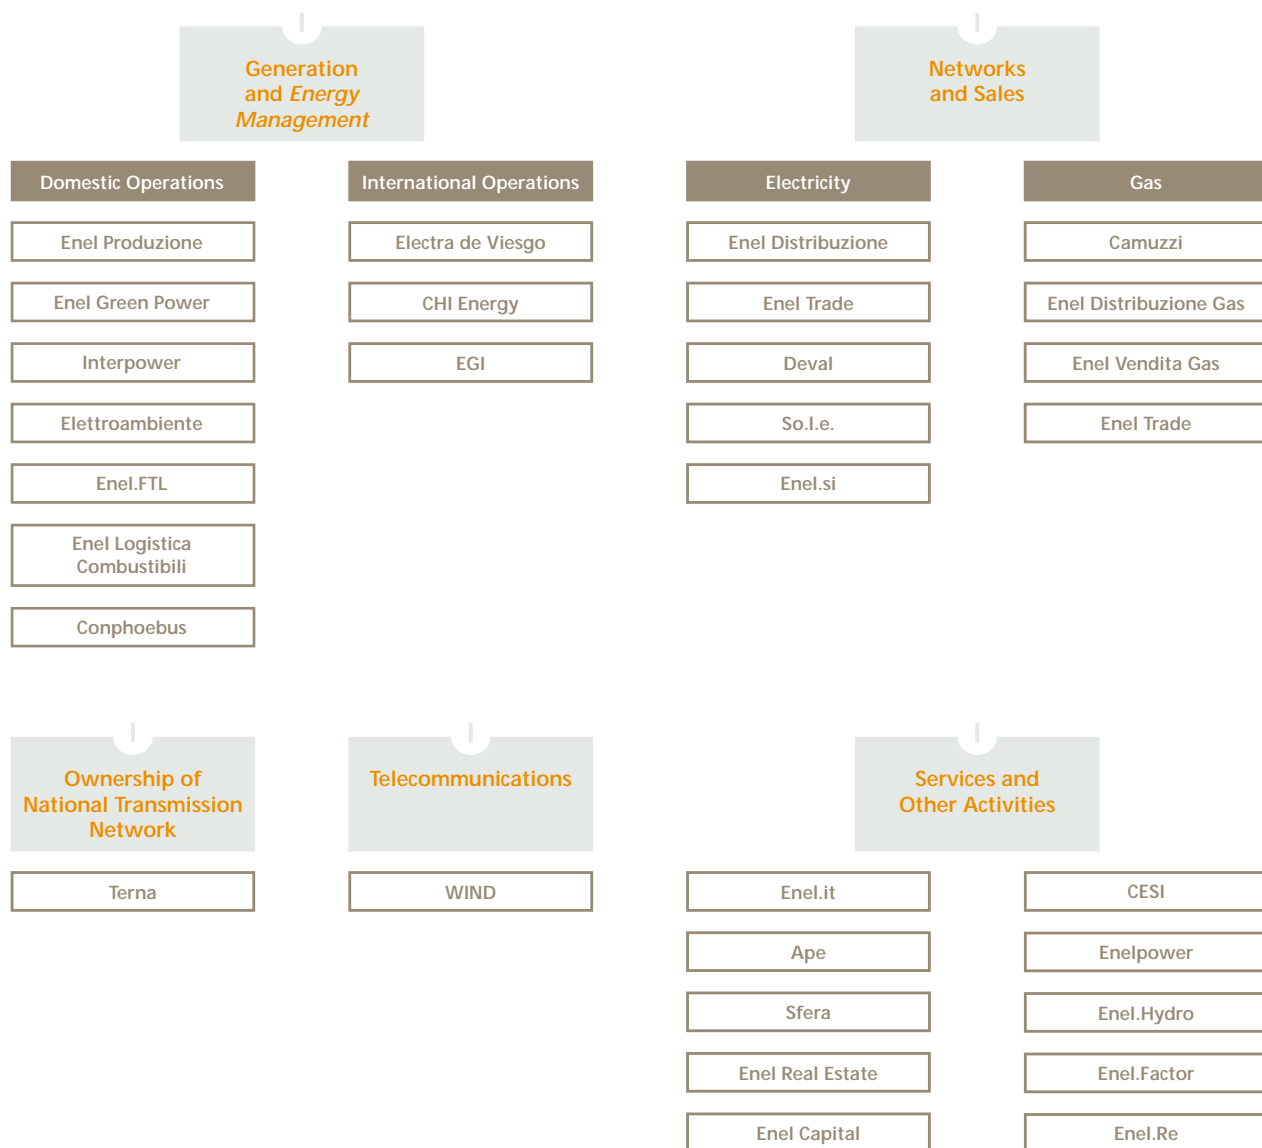 Generation
and Energy
Management
Domestic Operations
Enel Produzione
Enel Green Power
Interpower
Elettroambiente
Enel.FTL
Enel Logistica
Combustibili
Conphoebus
International Operations
Electra de Viesgo
CHI Energy
EGI
Networks
and Sales
Electricity
Enel Distribuzione
Enel Trade
Deval
So.l.e.
Enel.si
Gas
Camuzzi
Enel Distribuzione Gas
Enel Vendita Gas
Enel Trade
Ownership of
National Transmission
Network
Terna
Telecommunications
WIND
Services and
Other Activities
Enel.it
Ape
Sfera
Enel Real Estate
Enel Capital
CESI
Enelpower
Enel.Hydro
Enel.Factor
Enel.Re